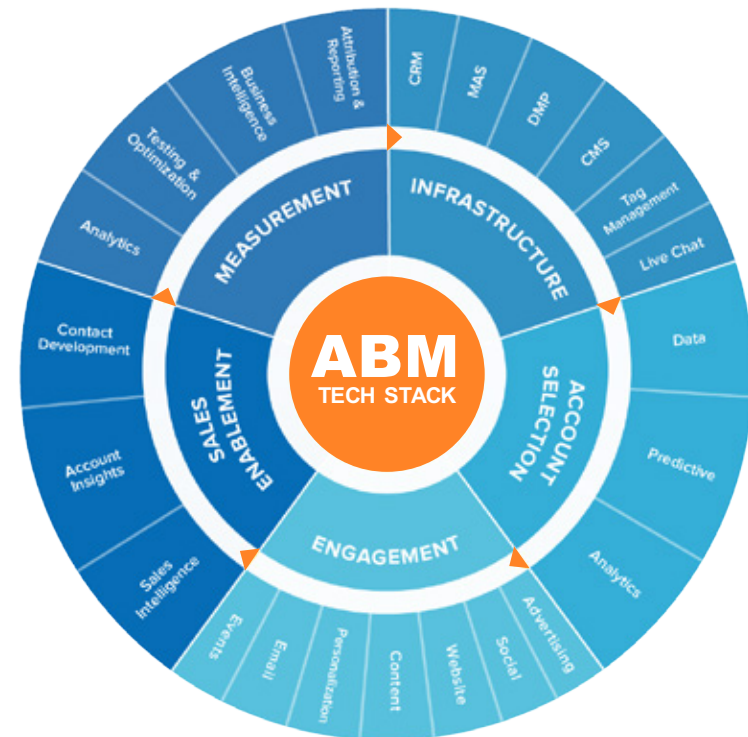 ABM
TECH STACK
INFRASTRUCTURE
CRM
MAS
DMP
CMS
Tag
Management
Live Chat
ACCOUNT
SELECTION
Data
Predictive
Analytics
ENGAGEMENT
Advertising
Social
Website
Content
Personalization
Email
Events
SALES
ENABLEMENT
Sales
Intelligence
Account
Insights
Contact
Development
MEASUREMENT
Analytics
Testing &
Optimization
Business
Intelligence
Attribution &
Reporting